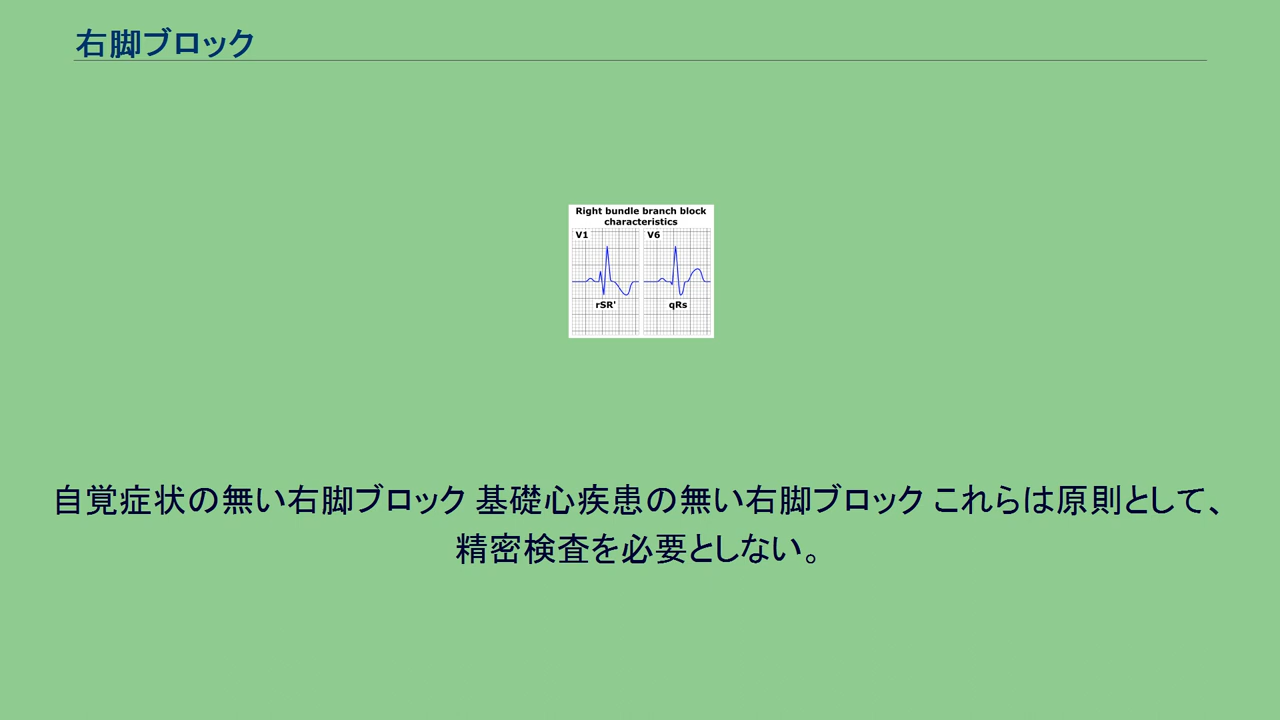 右脚ブロック
Right bundle branch block
characteristics
V1
V6
rSR'
qRs
自覚症状の無い右脚ブロック 基礎心疾患の無い右脚ブロック これらは原則として、
精密検査を必要としない。